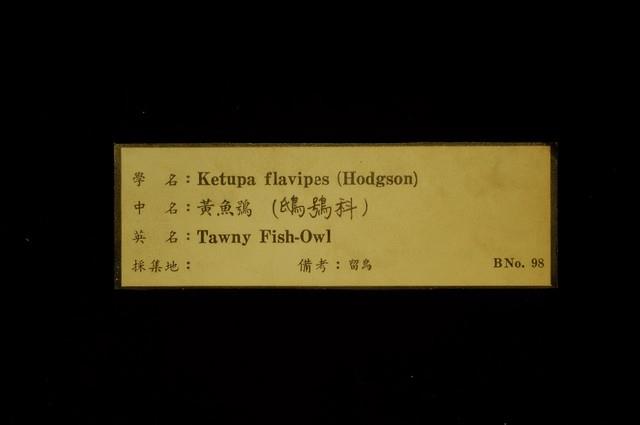 學 名：Ketupa flavipes (Hodgson)
中 名：黃魚鴞 (鴟鴞科)
英 名：Tawny Fish-Owl
採集地： 備考：留鳥 BNo. 98